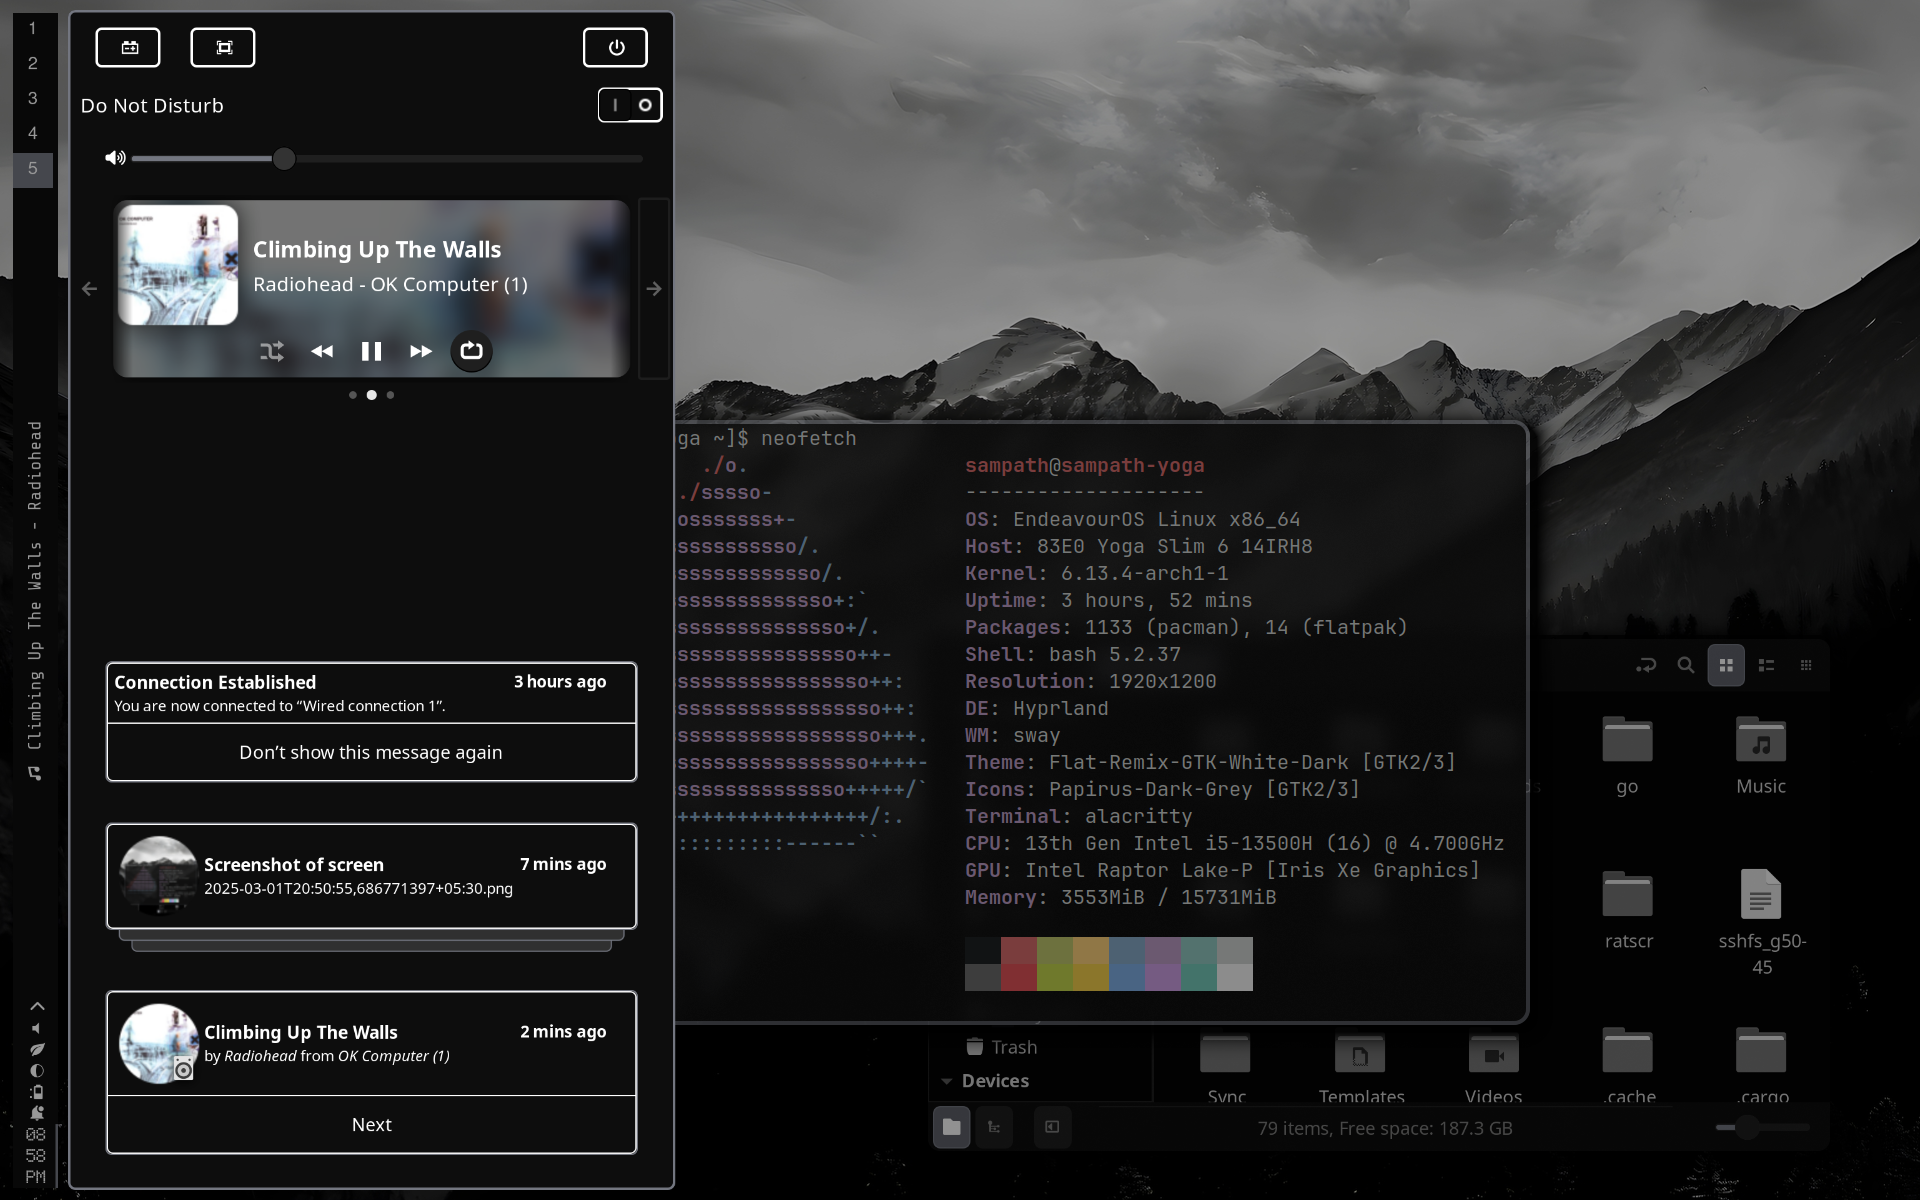 1
2
3
4
5
Climbing Up The Walls - Radiohead
08
58
PM
Do Not Disturb
OK COMPUTER
Climbing Up The Walls
Radiohead - OK Computer (1)
Connection Established
3 hours ago
You are now connected to “Wired connection 1”.
Don’t show this message again
Screenshot of screen
7 mins ago
2025-03-01T20:50:55,686771397+05:30.png
Climbing Up The Walls
2 mins ago
by Radiohead from OK Computer (1)
Next
oga ~]$ neofetch
./o.
./sssso-
osssssss+-
ssssssssssso/.
sssssssssssso/.
sssssssssssso+:`
ssssssssssssso+/.
sssssssssssssso++-
ssssssssssssssso++:
sssssssssssssssso++:
sssssssssssssssso+++.
ssssssssssssssso++++-
sssssssssssssso+++++/`
++++++++++++++++/:.
:::::::::------``
sampath@sampath-yoga
--------------------
OS: EndeavourOS Linux x86_64
Host: 83E0 Yoga Slim 6 14IRH8
Kernel: 6.13.4-arch1-1
Uptime: 3 hours, 52 mins
Packages: 1133 (pacman), 14 (flatpak)
Shell: bash 5.2.37
Resolution: 1920x1200
DE: Hyprland
WM: sway
Theme: Flat-Remix-GTK-White-Dark [GTK2/3]
Icons: Papirus-Dark-Grey [GTK2/3]
Terminal: alacritty
CPU: 13th Gen Intel i5-13500H (16) @ 4.700GHz
GPU: Intel Raptor Lake-P [Iris Xe Graphics]
Memory: 3553MiB / 15731MiB
go
Music
ratscr
sshfs_g50-
45
Trash
Devices
Sync
Templates
Videos
.cache
.cargo
79 items, Free space: 187.3 GB